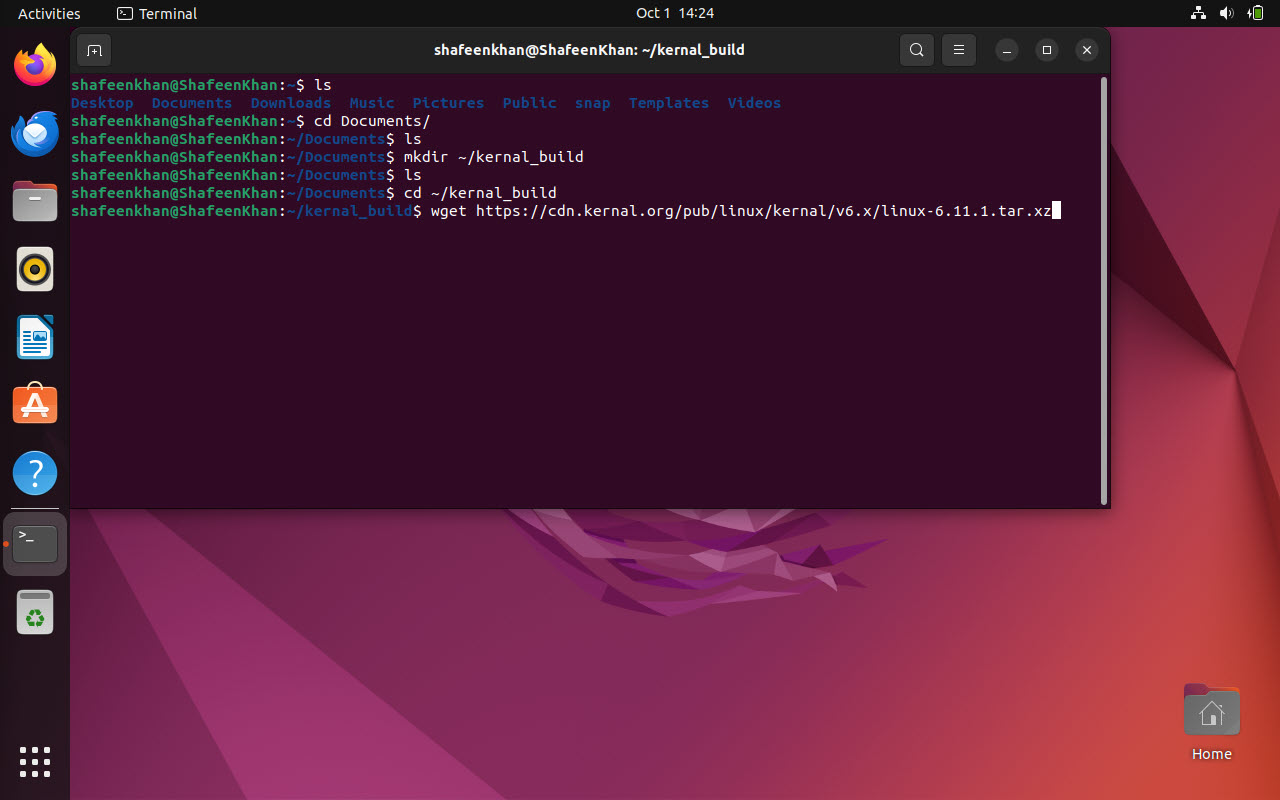 Activities Terminal Oct 1 14:24
shafeenkhan@ShafeenKhan: ~/kernal_build
shafeenkhan@ShafeenKhan:~$ ls
Desktop Documents Downloads Music Pictures Public snap Templates Videos
shafeenkhan@ShafeenKhan:~$ cd Documents/
shafeenkhan@ShafeenKhan:~/Documents$ ls
shafeenkhan@ShafeenKhan:~/Documents$ mkdir ~/kernal_build
shafeenkhan@ShafeenKhan:~/Documents$ ls
shafeenkhan@ShafeenKhan:~/Documents$ cd ~/kernal_build
shafeenkhan@ShafeenKhan:~/kernal_build$ wget https://cdn.kernal.org/pub/linux/kernal/v6.x/linux-6.11.1.tar.xz
Home